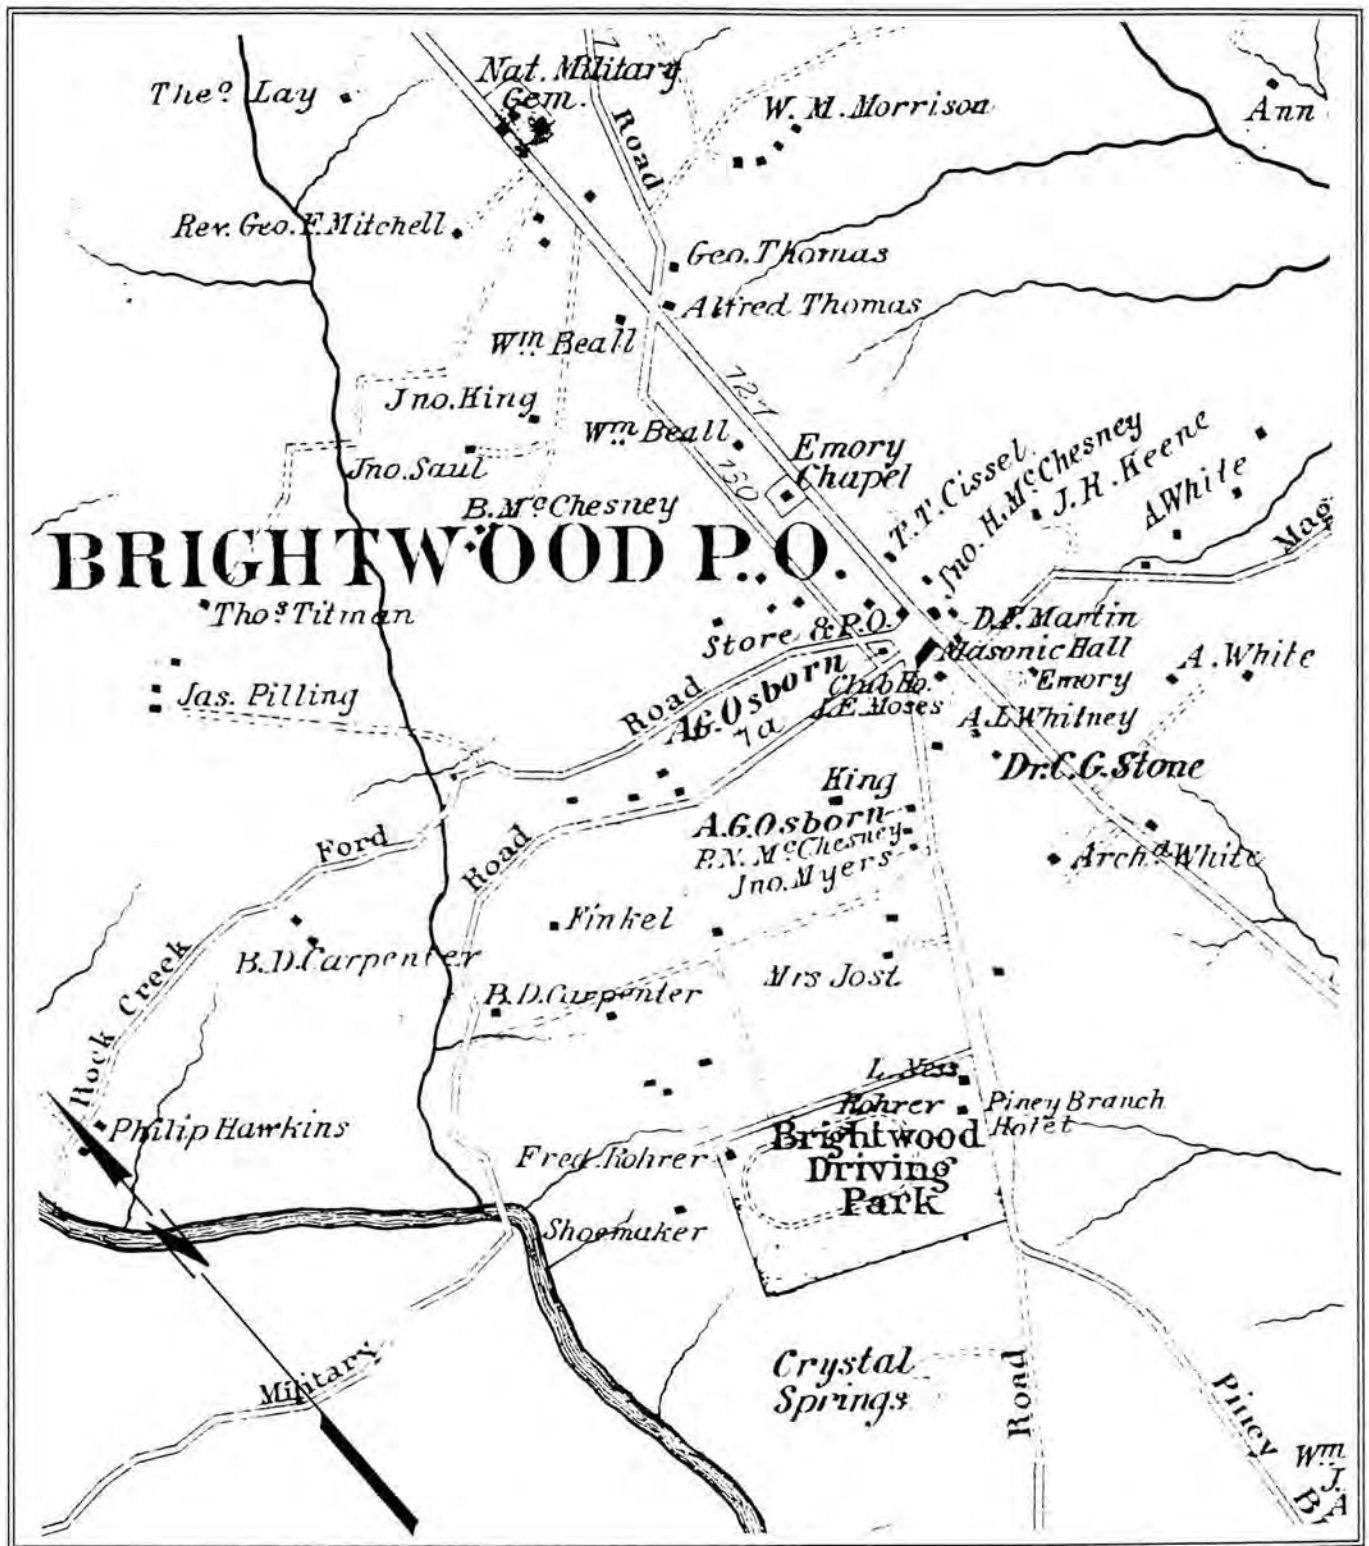 Nat. Military
Cem.
Theo. Lay
Road
W. M. Morrison
Ann
Rev. Geo. F. Mitchell
Geo. Thomas
Alfred Thomas
Wm Beall
727
Jno. King
Wm Beall
130
Emory
Chapel
Jno. Saul
T. T. Cissel
Jno. H. McChesney
J. H. Keene
A White
B. McChesney
Mag
BRIGHTWOOD P.O.
Thos. Titman
Store & P.O.
D. F. Martin
Masonic Hall
A. White
Jas. Pilling
Road
A.G. Osborn
7a
Club Ho.
Emory
J.E. Moses
A. L Whitney
Dr. C. G. Stone
King
A.G. Osborn
P.N. McChesney
Jno. Myers
Ford
Road
Archd White
Finkel
B. D. Carpenter
Rock Creek
B. D. Carpenter
Mrs Jost
L. Ness
Rohrer
Piney Branch
Hotel
Philip Hawkins
Brightwood
Driving
Park
Fred. Rohrer
Shoemaker
Military
Crystal
Springs
Road
Piney
Br
Wm
J.
A